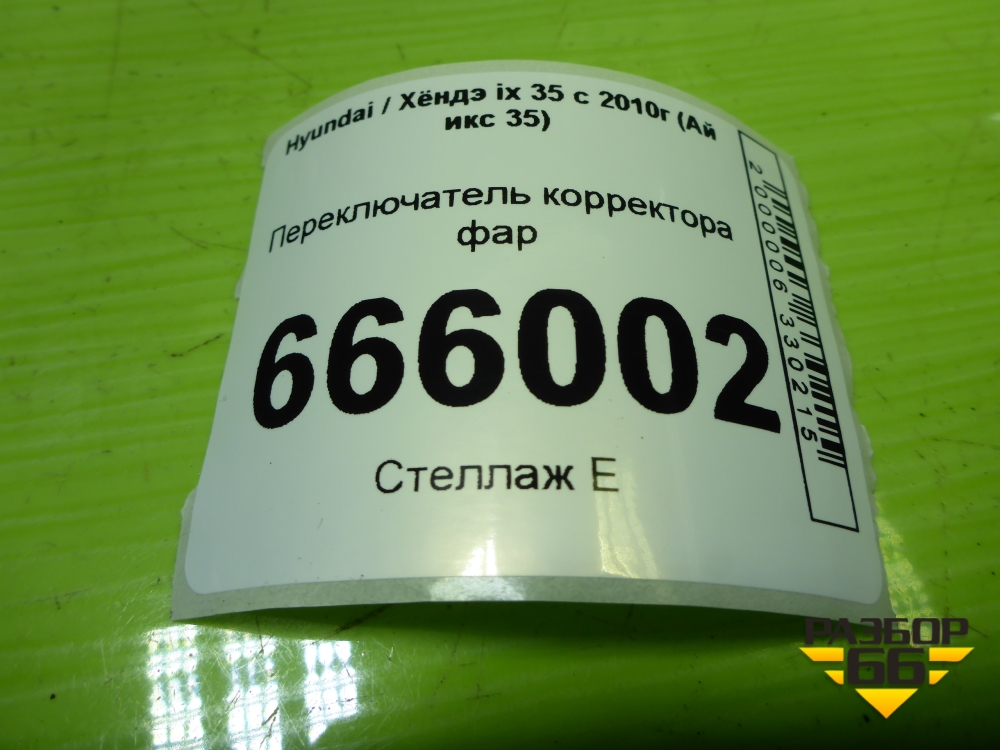 Hyundai / Хёндэ ix 35 с 2010г (Ай
икс 35)
Переключатель корректора
фар
666002
Стеллаж Е
2000006330215
РАЗБОР
66